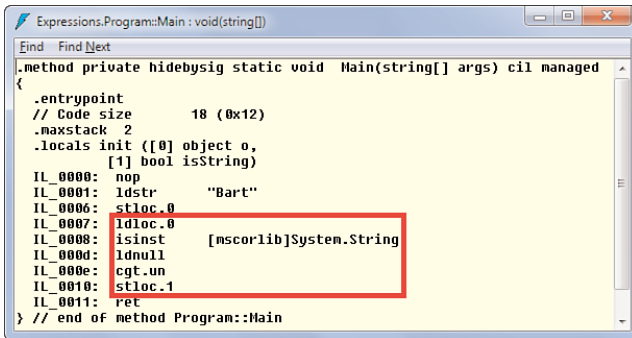 Expressions.Program::Main : void(string[])
Find Find Next
.method private hidebysig static void  Main(string[] args) cil managed
{
  .entrypoint
  // Code size       18 (0x12)
  .maxstack  2
  .locals init ([0] object o,
           [1] bool isString)
  IL_0000:  nop
  IL_0001:  ldstr      "Bart"
  IL_0006:  stloc.0
  IL_0007:  ldloc.0
  IL_0008:  isinst     [mscorlib]System.String
  IL_000d:  ldnull
  IL_000e:  cgt.un
  IL_0010:  stloc.1
  IL_0011:  ret
} // end of method Program::Main